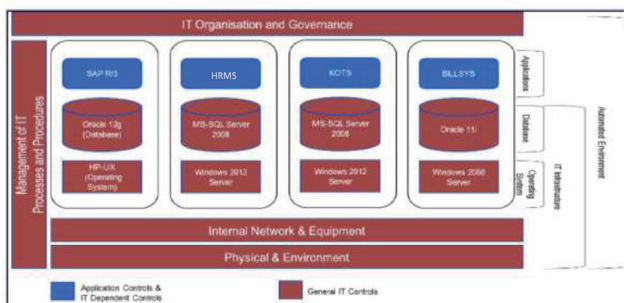 IT Organisation and Governance
Management of IT
Processes and Procedures
SAP R/3
HRMS
KOTS
BILLSYS
Applications
Oracle 12g
(Database)
MS-SQL Server
2008
MS-SQL Server
2008
Oracle 11i
Database
HP-UX
(Operating
System)
Windows 2012
Server
Windows 2012
Server
Windows 2008
Server
Operating
System
IT Infrastructure
Automated Environment
Internal Network & Equipment
Physical & Environment
Application Controls &
IT Dependent Controls
General IT Controls